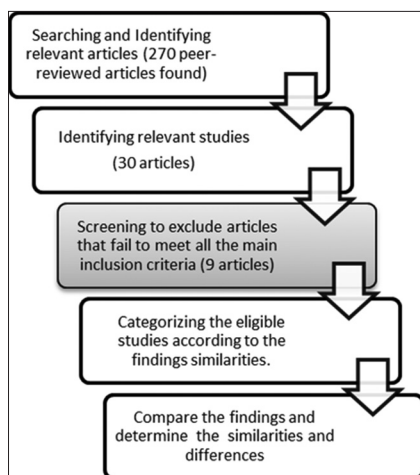 Searching and Identifying
relevant articles (270 peer-
reviewed articles found)
Identifying relevant studies
(30 articles)
Screening to exclude articles
that fail to meet all the main
inclusion criteria (9 articles)
Categorizing the eligible
studies according to the
findings similarities.
Compare the findings and
determine the similarities and
differences